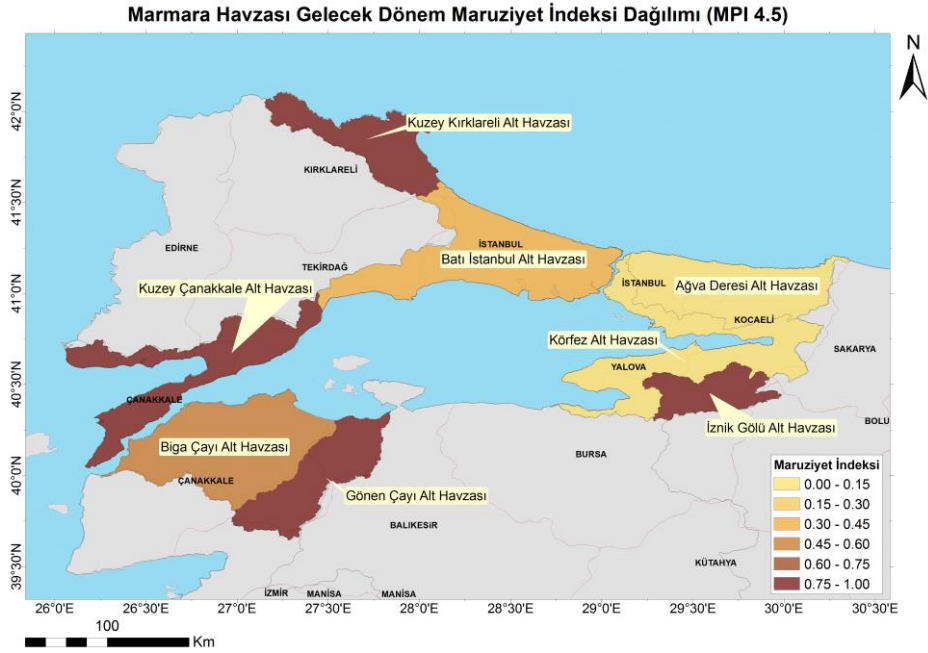 Marmara Havzası Gelecek Dönem Maruziyet İndeksi Dağılımı (MPI 4.5)
N
42°0'N
41°30'N
41°0'N
40°30'N
40°0'N
39°30'N
Kuzey Kırklareli Alt Havzası
KIRKLARELİ
EDİRNE
İSTANBUL
Batı İstanbul Alt Havzası
TEKİRDAĞ
Kuzey Çanakkale Alt Havzası
İSTANBUL
Ağva Deresi Alt Havzası
KOCAELİ
Körfez Alt Havzası
SAKARYA
YALOVA
ÇANAKKALE
BOLU
İznik Gölü Alt Havzası
Biga Çayı Alt Havzası
BURSA
ÇANAKKALE
Gönen Çayı Alt Havzası
BALIKESİR
KÜTAHYA
İZMİR
MANİSA
MANİSA
Maruziyet İndeksi
0.00 - 0.15
0.15 - 0.30
0.30 - 0.45
0.45 - 0.60
0.60 - 0.75
0.75 - 1.00
26°0'E 26°30'E 27°0'E 27°30'E 28°0'E 28°30'E 29°0'E 29°30'E 30°0'E 30°30'E
100
Km